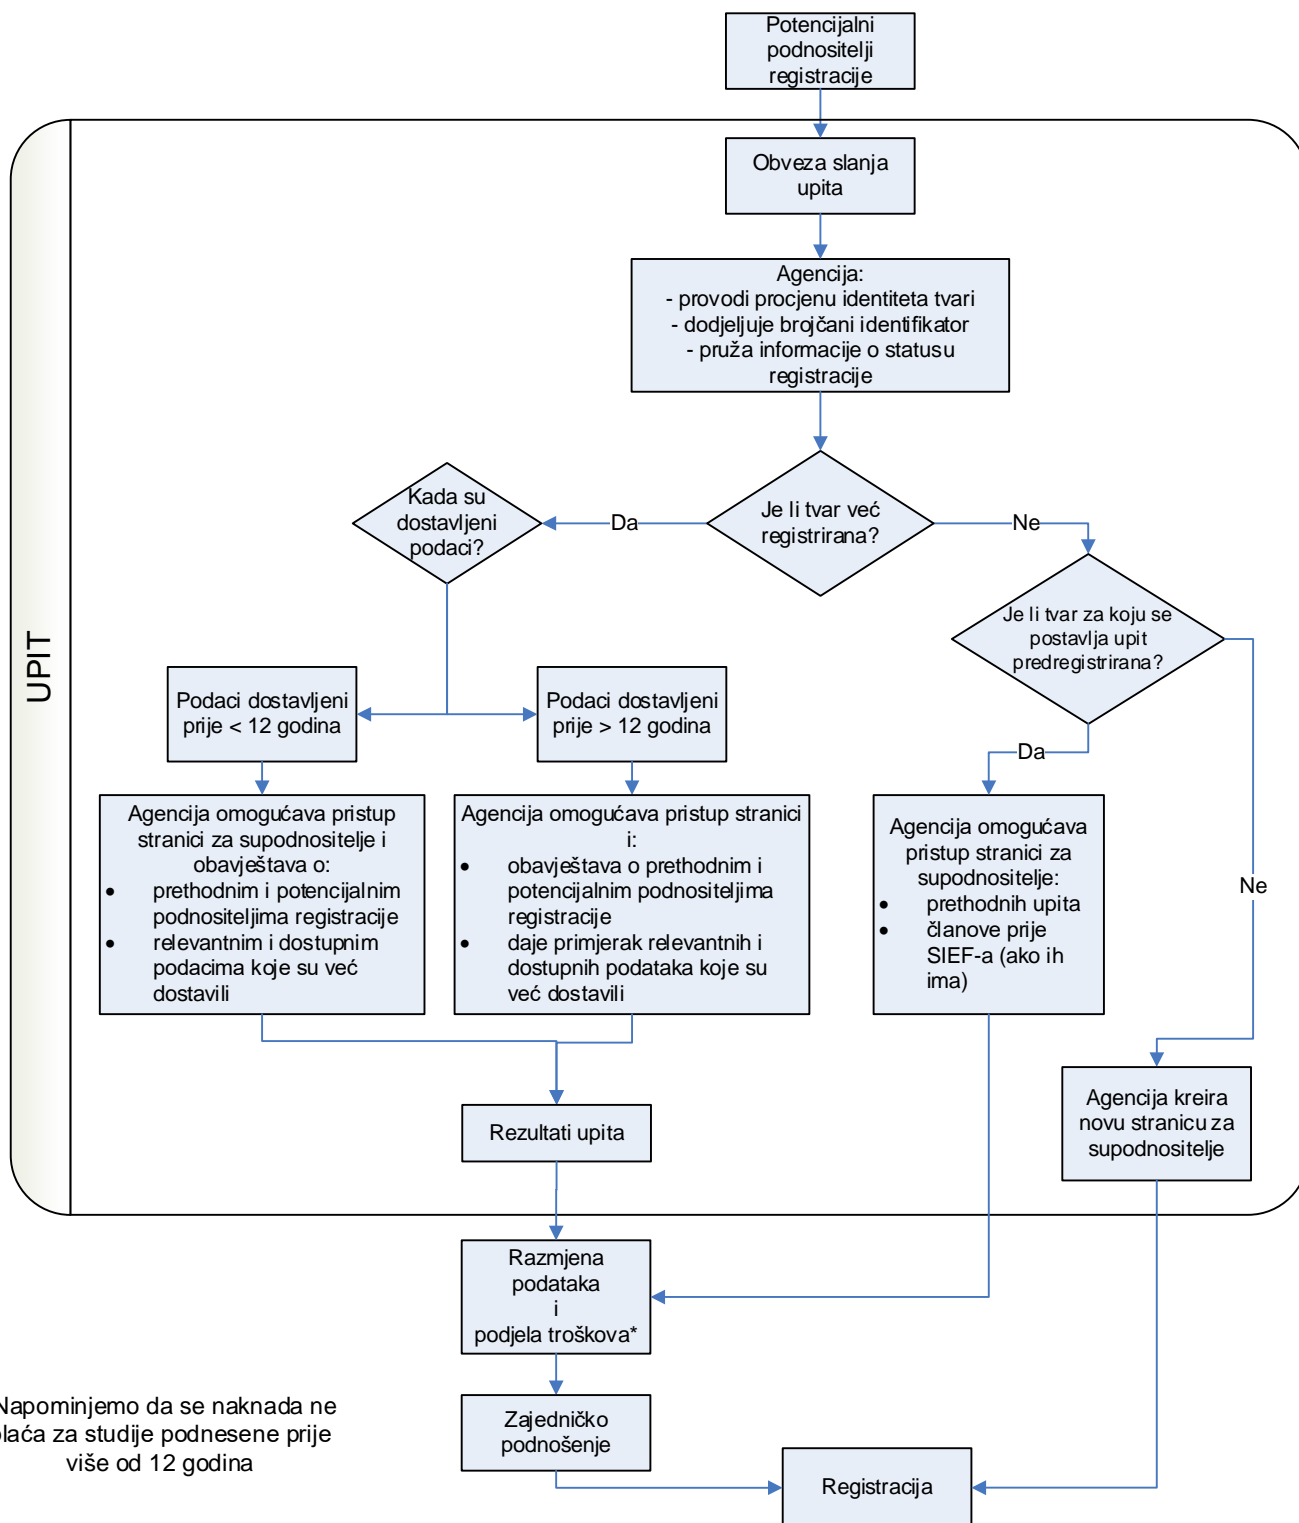 Potencijalni
podnositelji
registracije
UPIT
Obveza slanja
upita
Agencija:
- provodi procjenu identiteta tvari
- dodjeljuje brojčani identifikator
- pruža informacije o statusu
registracije
Kada su
dostavljeni
podaci?
Da
Je li tvar već
registrirana?
Ne
Je li tvar za koju se
postavlja upit
predregistrirana?
Podaci dostavljeni
prije < 12 godina
Podaci dostavljeni
prije > 12 godina
Da
Ne
Agencija omogućava pristup
stranici za supodnositelje i
obavještava o:
• prethodnim i potencijalnim
podnositeljima registracije
• relevantnim i dostupnim
podacima koje su već
dostavili
Agencija omogućava pristup stranici
i:
• obavještava o prethodnim i
potencijalnim podnositeljima
registracije
• daje primjerak relevantnih i
dostupnih podataka koje su
već dostavili
Agencija omogućava
pristup stranici za
supodnositelje:
• prethodnih upita
• članove prije
SIEF-a (ako ih
ima)
Agencija kreira
novu stranicu za
supodnositelje
Rezultati upita
Razmjena
podataka
i
podjela troškova*
Zajedničko
podnošenje
Registracija
Napominjemo da se naknada ne
plaća za studije podnesene prije
više od 12 godina